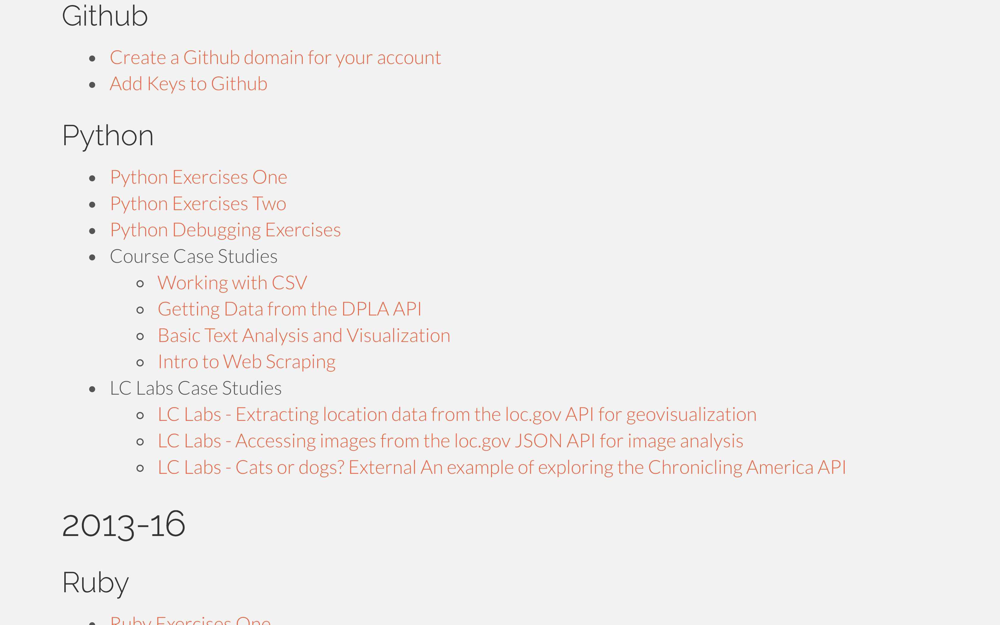 Github
Create a Github domain for your account
Add Keys to Github
Python
Python Exercises One
Python Exercises Two
Python Debugging Exercises
Course Case Studies
Working with CSV
Getting Data from the DPLA API
Basic Text Analysis and Visualization
Intro to Web Scraping
LC Labs Case Studies
LC Labs - Extracting location data from the loc.gov API for geovisualization
LC Labs - Accessing images from the loc.gov JSON API for image analysis
LC Labs - Cats or dogs? External An example of exploring the Chronicling America API
2013-16
Ruby
Ruby Exercises One